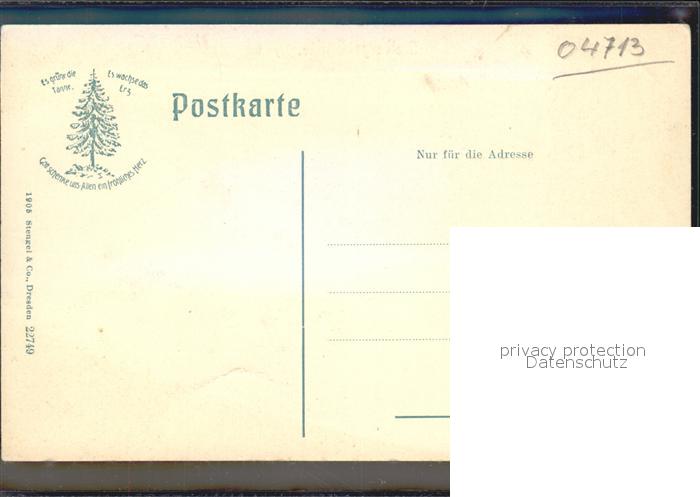 04713
Es grüne die
Tanne.
Es wachse das
Erz
Gott schenke uns Allen ein fröhliches Herz
Postkarte
Nur für die Adresse
1905 Stengel & Co., Dresden 22749
privacy protection
Datenschutz